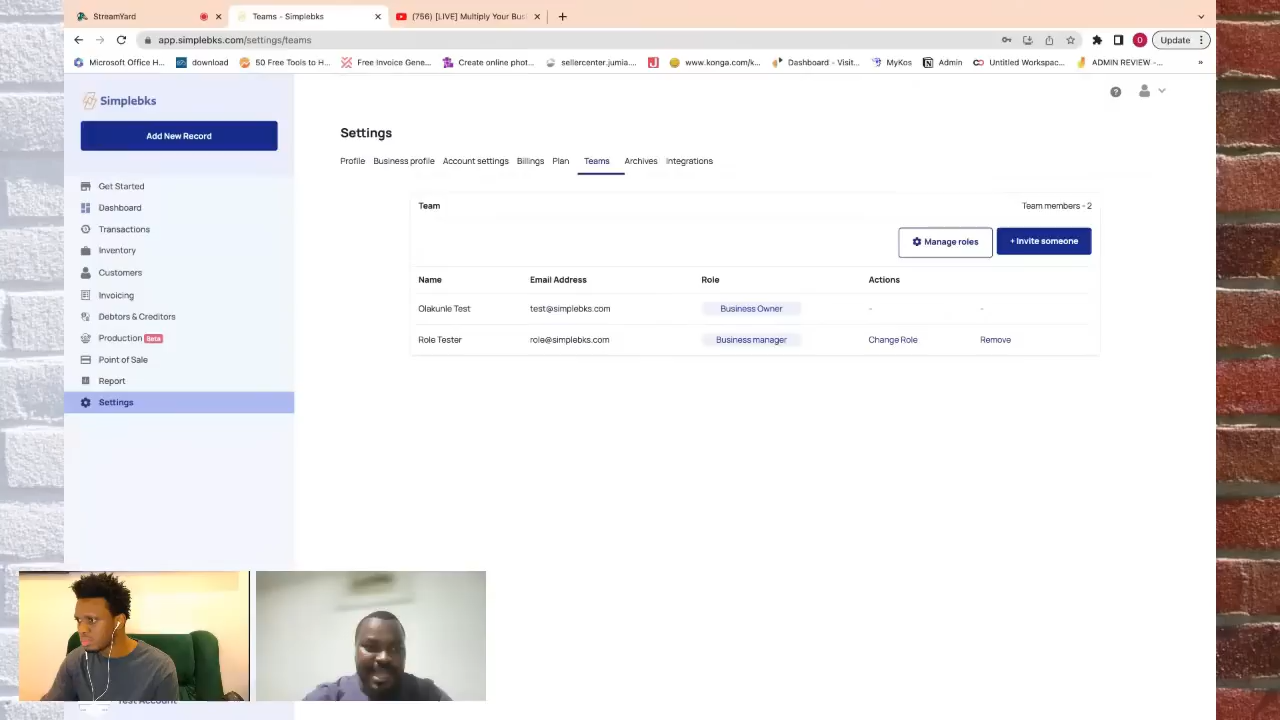 StreamYard
Teams - Simplebks
(756) [LIVE] Multiply Your Busi
app.simplebks.com/settings/teams
Update
Microsoft Office H...
download
50 Free Tools to H...
Free Invoice Gene...
Create online phot...
sellercenter.jumia....
www.konga.com/k...
Dashboard - Visit...
MyKos
Admin
Untitled Workspac...
ADMIN REVIEW -...
»
Simplebks
Add New Record
Get Started
Dashboard
Transactions
Inventory
Customers
Invoicing
Debtors & Creditors
Production Beta
Point of Sale
Report
Settings
Settings
Profile Business profile Account settings Billings Plan Teams Archives Integrations
Team Team members - 2
Manage roles + Invite someone
Name Email Address Role Actions
Olakunle Test test@simplebks.com Business Owner - -
Role Tester role@simplebks.com Business manager Change Role Remove
Test Account